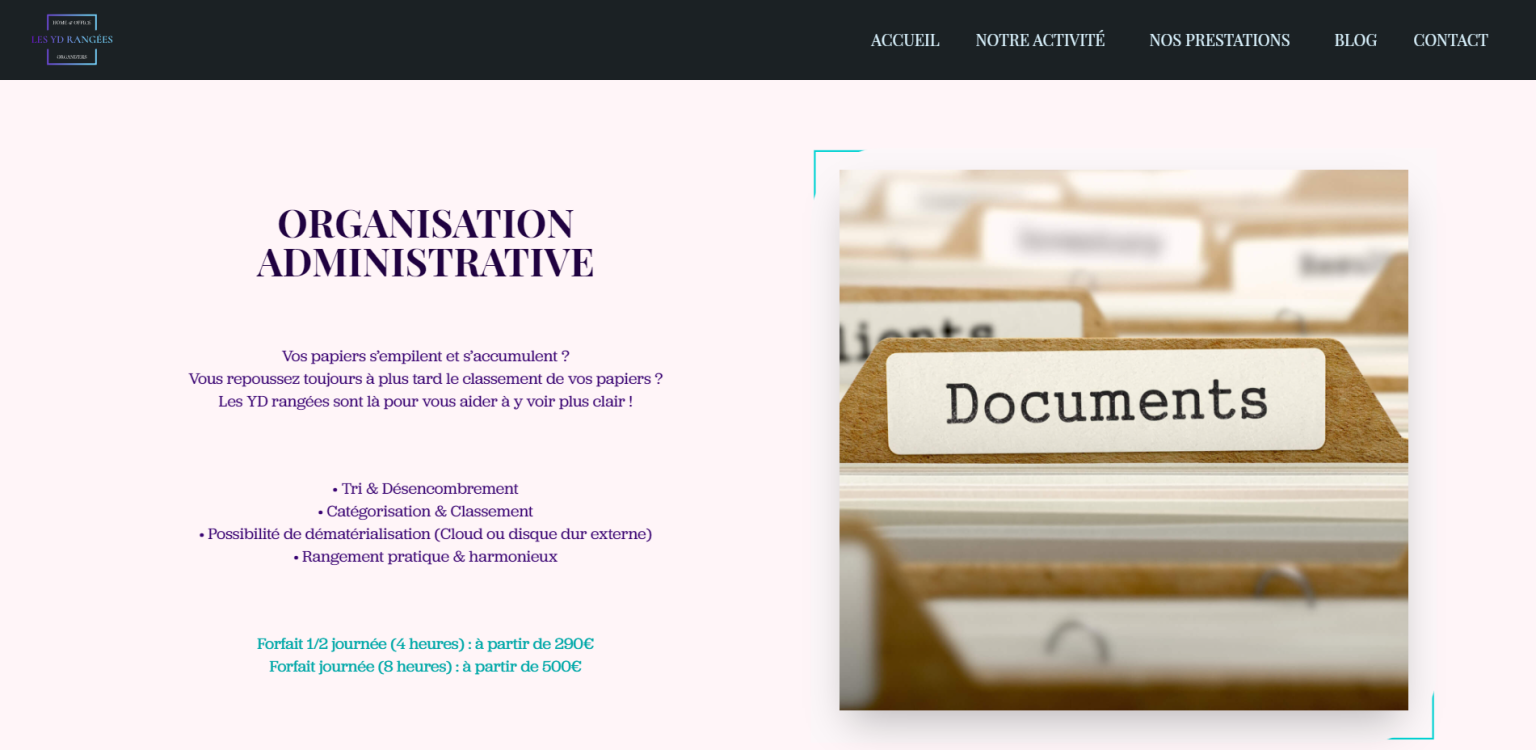 HOME & OFFICE
LES YD RANGÉES
ORGANISERS
ACCUEIL NOTRE ACTIVITÉ NOS PRESTATIONS BLOG CONTACT
ORGANISATION
ADMINISTRATIVE
Vos papiers s’empilent et s’accumulent ?
Vous repoussez toujours à plus tard le classement de vos papiers ?
Les YD rangées sont là pour vous aider à y voir plus clair !
• Tri & Désencombrement
• Catégorisation & Classement
• Possibilité de dématérialisation (Cloud ou disque dur externe)
• Rangement pratique & harmonieux
Forfait 1/2 journée (4 heures) : à partir de 290€
Forfait journée (8 heures) : à partir de 500€
Documents